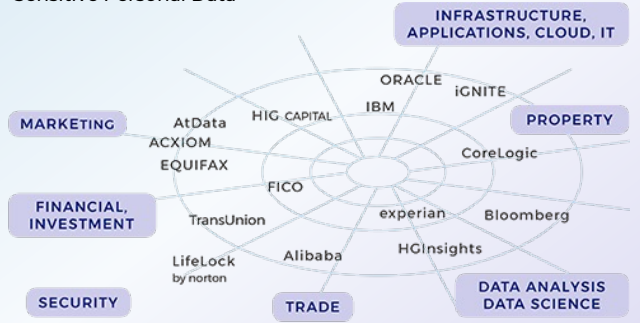 Sensitive Personal Data
INFRASTRUCTURE,
APPLICATIONS, CLOUD, IT
ORACLE
iGNITE
IBM
HIG CAPITAL
MARKETING
AtData
PROPERTY
ACXIOM
CoreLogic
EQUIFAX
FICO
FINANCIAL,
INVESTMENT
TransUnion
experian
Bloomberg
HGInsights
Alibaba
LifeLock
by norton
DATA ANALYSIS
DATA SCIENCE
SECURITY
TRADE